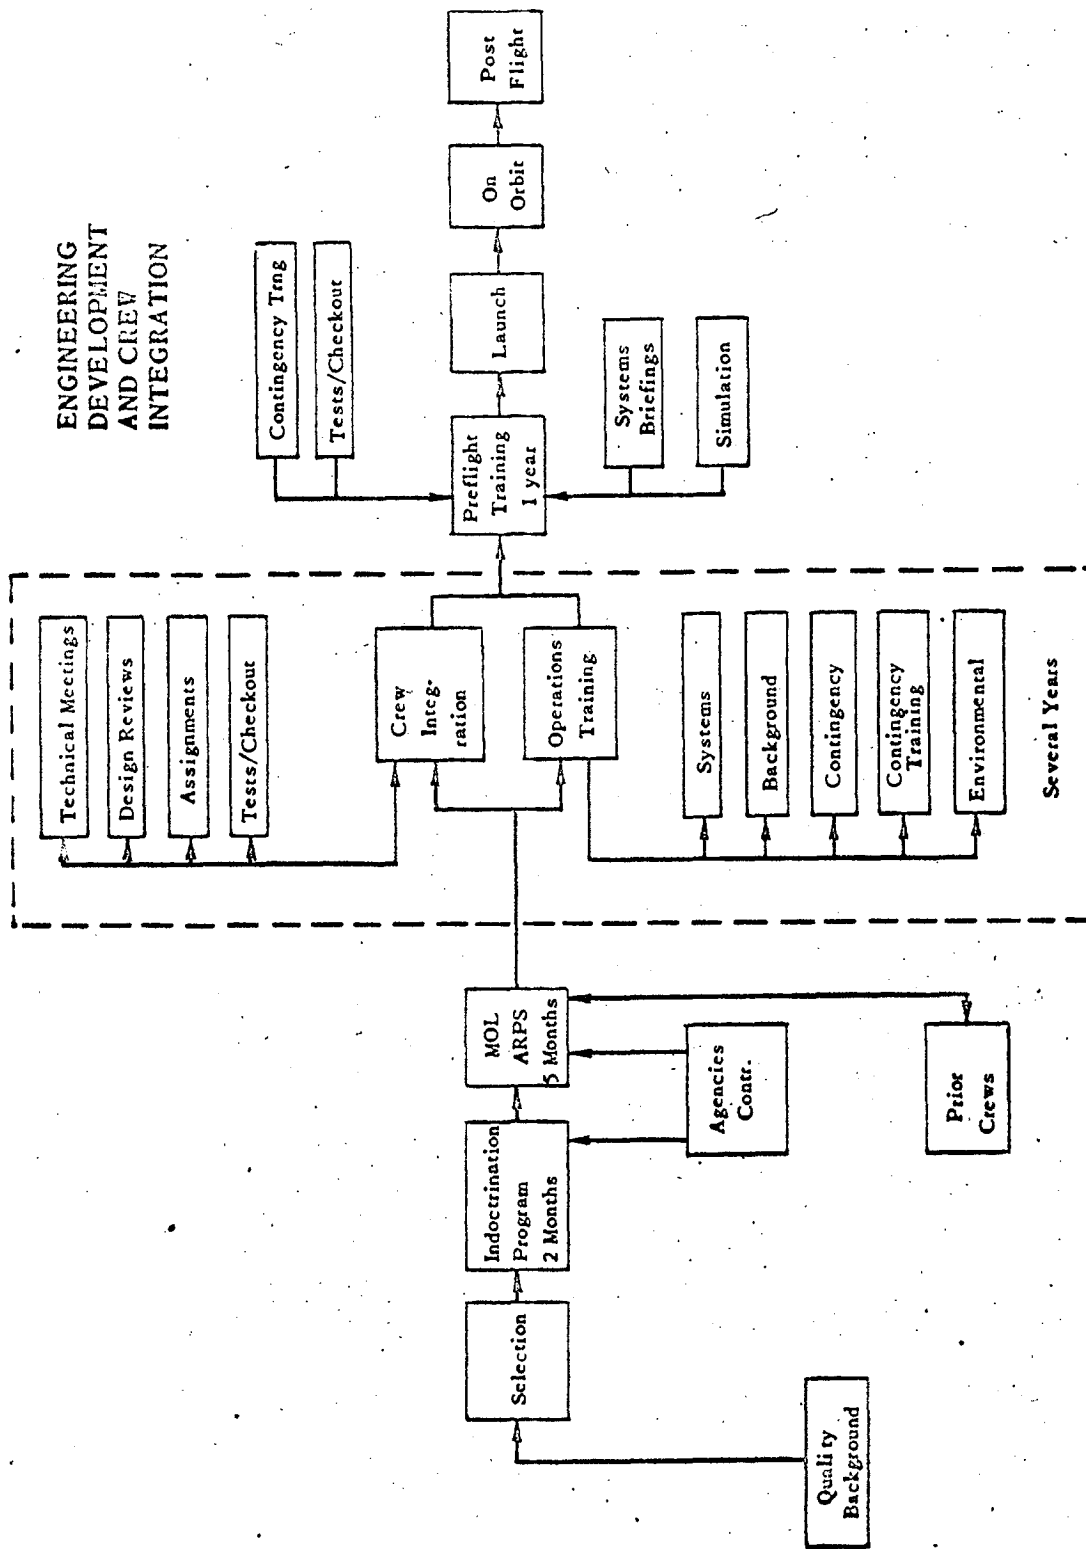 ENGINEERING
DEVELOPMENT
AND CREW
INTEGRATION
Quality
Background
Selection
Indoctrination
Program
2 Months
MOL
ARPS
5 Months
Agencies
Contr.
Prior
Crews
Technical Meetings
Design Reviews
Assignments
Tests/Checkout
Crew
Integ-
ration
Operations
Training
Systems
Background
Contingency
Contingency
Training
Environmental
Several Years
Contingency Trng
Tests/Checkout
Preflight
Training
1 year
Systems
Briefings
Simulation
Launch
On
Orbit
Post
Flight